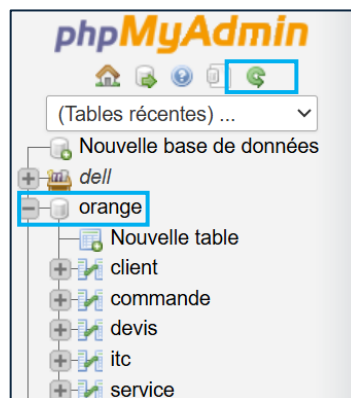 phpMyAdmin
(Tables récentes) ...
Nouvelle base de données
dell
orange
Nouvelle table
client
commande
devis
itc
service